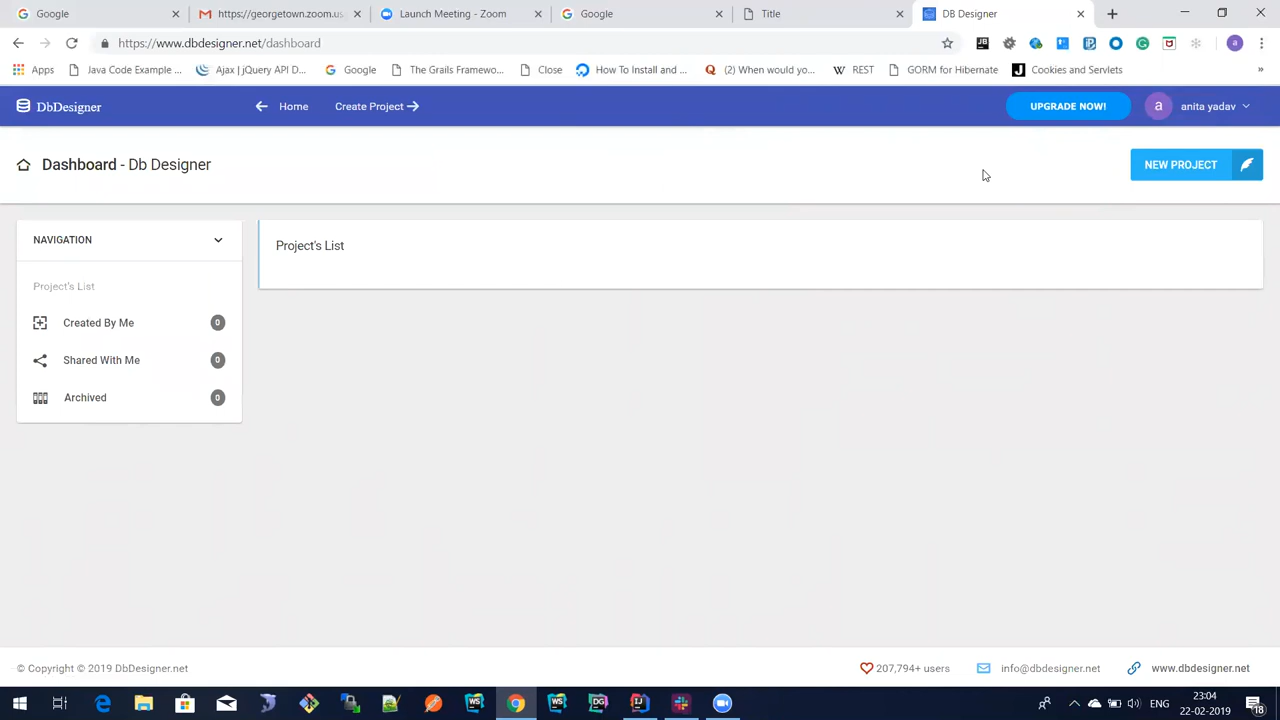 Google
https://georgetown.zoom.us
Launch Meeting - Zoom
Google
Title
DB Designer
https://www.dbdesigner.net/dashboard
Apps
Java Code Example ...
Ajax | jQuery API D...
Google
The Grails Framewo...
Close
How To Install and ...
(2) When would yo...
REST
GORM for Hibernate
Cookies and Servlets
DbDesigner
Home
Create Project
UPGRADE NOW!
a
anita yadav
Dashboard - Db Designer
NEW PROJECT
NAVIGATION
Project's List
Project's List
Created By Me
0
Shared With Me
0
Archived
0
© Copyright © 2019 DbDesigner.net
207,794+ users
info@dbdesigner.net
www.dbdesigner.net
ENG
23:04
22-02-2019
18